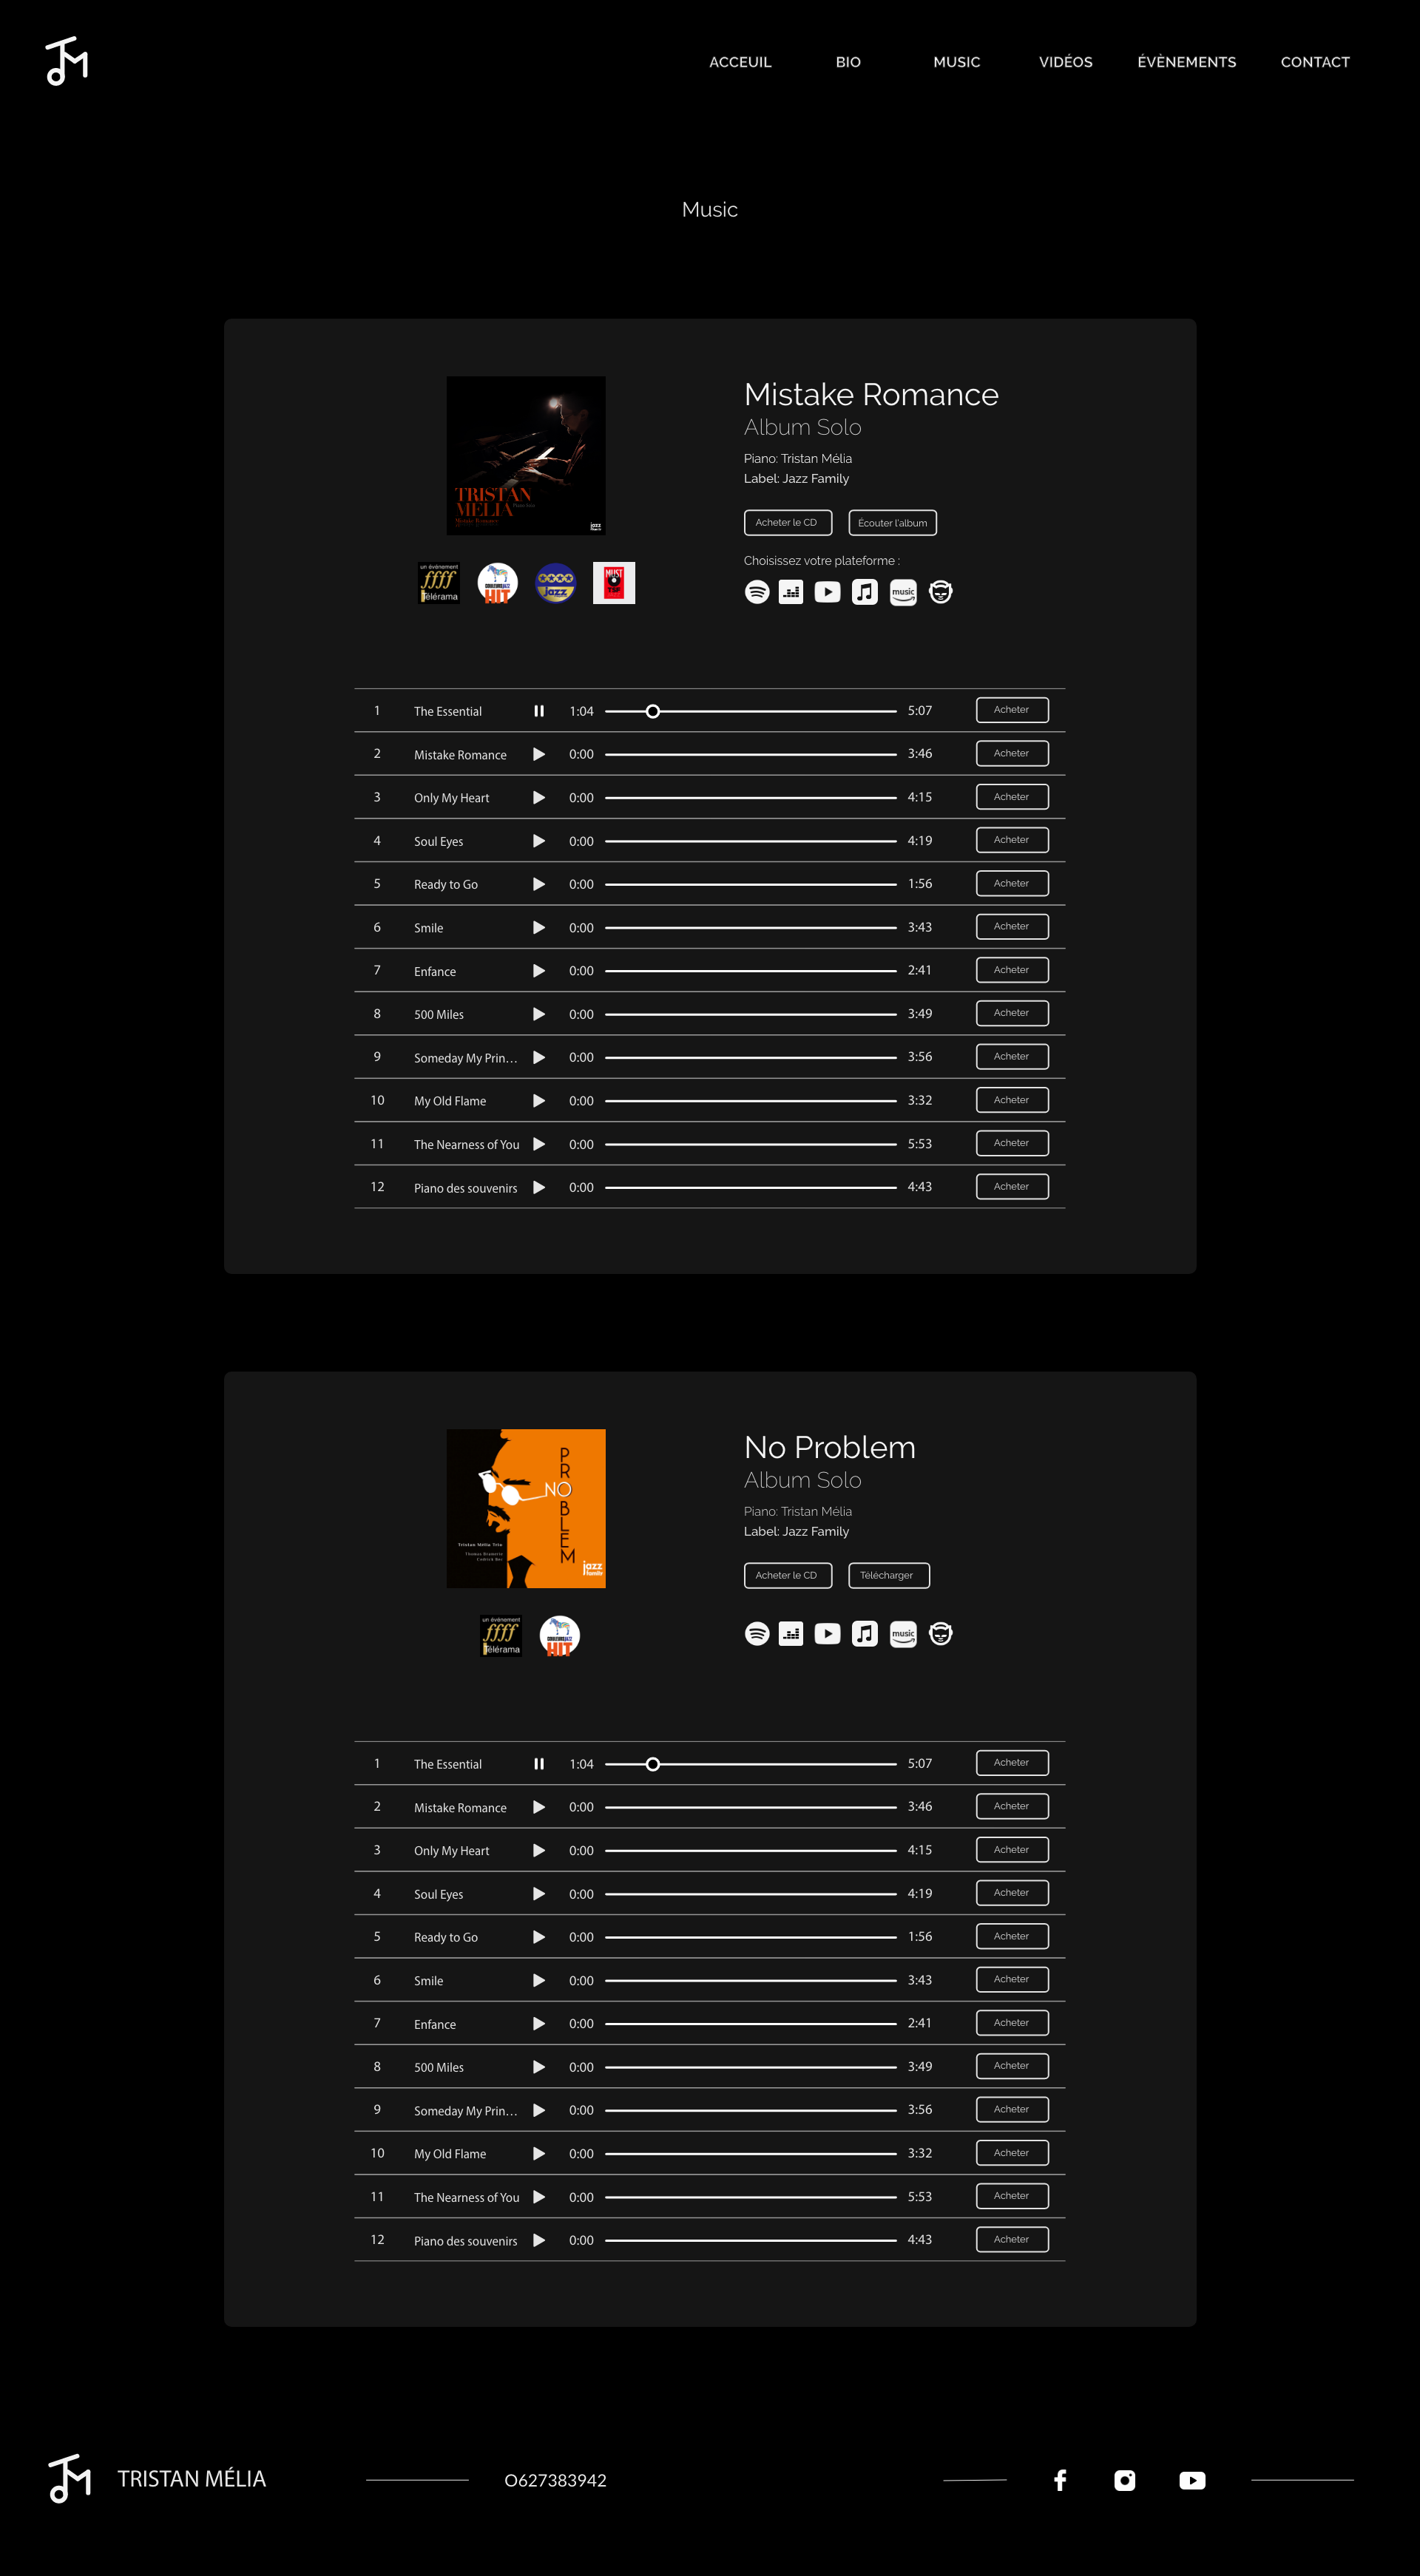 ACCEUIL BIO MUSIC VIDÉOS ÉVÈNEMENTS CONTACT
Music
Mistake Romance
Album Solo
Piano: Tristan Mélia
Label: Jazz Family
TRISTAN
MELIA
jazz
Acheter le CD Écouter l'album
Choisissez votre plateforme :
un événement
ffff
Télérama
HIT
jazz
MUST
TSF
music
1 The Essential 1:04 5:07 Acheter
2 Mistake Romance 0:00 3:46 Acheter
3 Only My Heart 0:00 4:15 Acheter
4 Soul Eyes 0:00 4:19 Acheter
5 Ready to Go 0:00 1:56 Acheter
6 Smile 0:00 3:43 Acheter
7 Enfance 0:00 2:41 Acheter
8 500 Miles 0:00 3:49 Acheter
9 Someday My Prin... 0:00 3:56 Acheter
10 My Old Flame 0:00 3:32 Acheter
11 The Nearness of You 0:00 5:53 Acheter
12 Piano des souvenirs 0:00 4:43 Acheter
No Problem
Album Solo
Piano: Tristan Mélia
Label: Jazz Family
NO
PROBLEM
Tristan Mélia Trio
jazz
family
Acheter le CD Télécharger
un événement
ffff
Télérama
HIT
music
1 The Essential 1:04 5:07 Acheter
2 Mistake Romance 0:00 3:46 Acheter
3 Only My Heart 0:00 4:15 Acheter
4 Soul Eyes 0:00 4:19 Acheter
5 Ready to Go 0:00 1:56 Acheter
6 Smile 0:00 3:43 Acheter
7 Enfance 0:00 2:41 Acheter
8 500 Miles 0:00 3:49 Acheter
9 Someday My Prin... 0:00 3:56 Acheter
10 My Old Flame 0:00 3:32 Acheter
11 The Nearness of You 0:00 5:53 Acheter
12 Piano des souvenirs 0:00 4:43 Acheter
TRISTAN MÉLIA O627383942